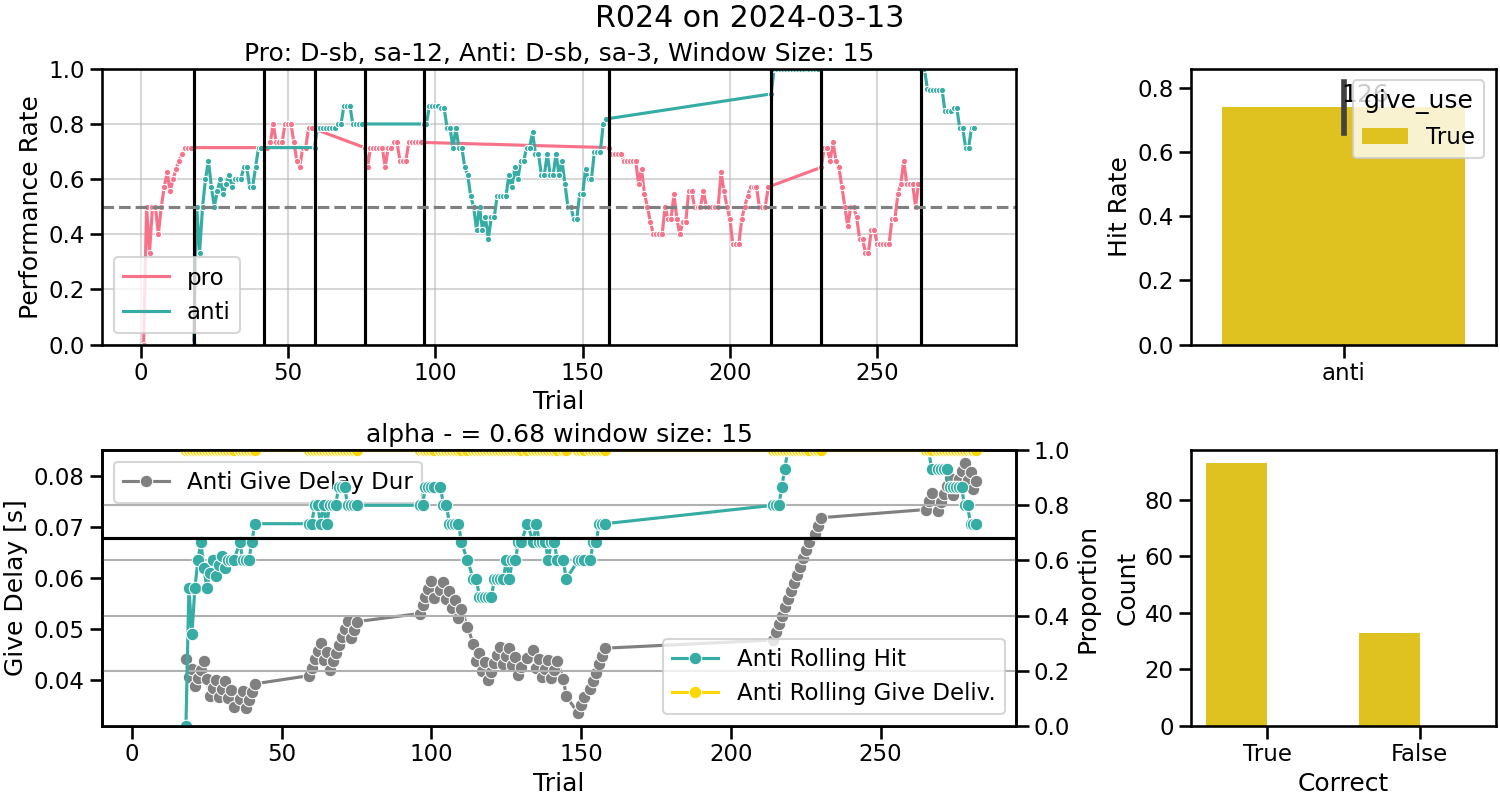 R024 on 2024-03-13
Pro: D-sb, sa-12, Anti: D-sb, sa-3, Window Size: 15
Performance Rate
1.0
0.8
0.6
0.4
0.2
0.0
pro
anti
0
50
100
150
200
250
Trial
Hit Rate
0.8
0.6
0.4
0.2
0.0
126
give_use
True
anti
alpha - = 0.68 window size: 15
Give Delay [s]
0.08
0.07
0.06
0.05
0.04
Anti Give Delay Dur
Anti Rolling Hit
Anti Rolling Give Deliv.
1.0
0.8
0.6
0.4
0.2
0.0
Proportion
0
50
100
150
200
250
Trial
Count
80
60
40
20
0
True
False
Correct